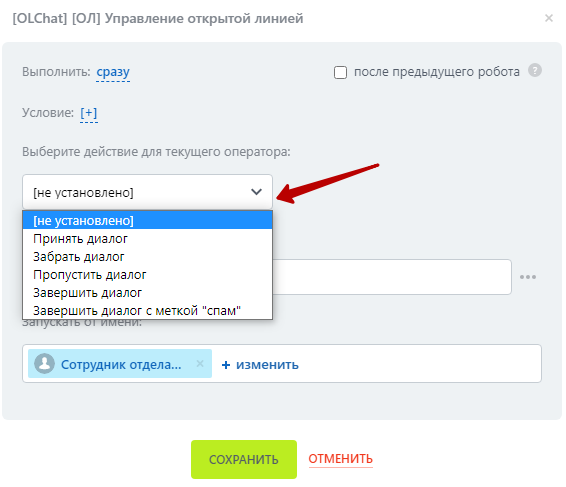 [OLChat] [ОЛ] Управление открытой линией
Выполнить: сразу
после предыдущего робота ?
Условие: [+]
Выберите действие для текущего оператора:
[не установлено]
[не установлено]
Принять диалог
Забрать диалог
Пропустить диалог
Завершить диалог
Завершить диалог с меткой "спам"
Запускать от имени:
Сотрудник отдела... + изменить
СОХРАНИТЬ ОТМЕНИТЬ